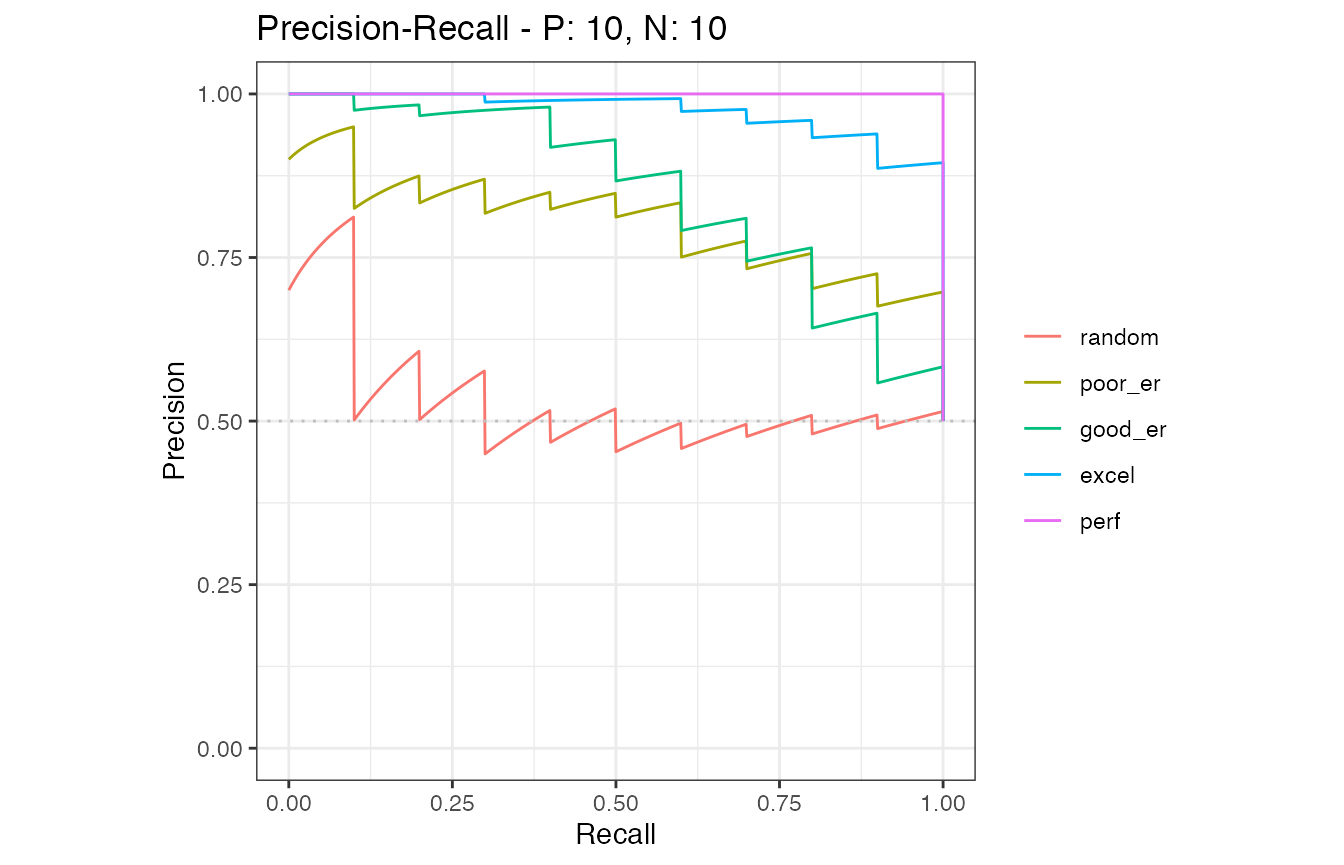 Precision-Recall - P: 10, N: 10
Precision
1.00
0.75
0.50
0.25
0.00
0.00 0.25 0.50 0.75 1.00
Recall
random
poor_er
good_er
excel
perf